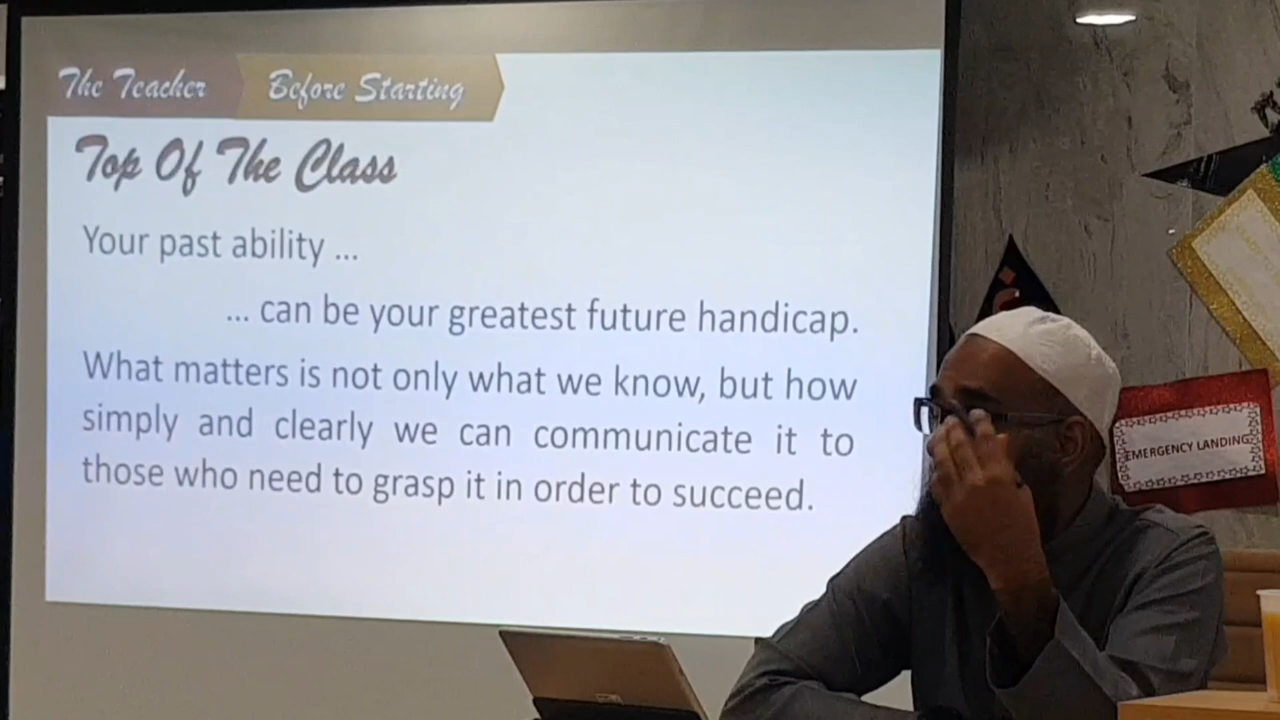 The Teacher
Before Starting
Top Of The Class
Your past ability ...
... can be your greatest future handicap.
What matters is not only what we know, but how
simply and clearly we can communicate it to
those who need to grasp it in order to succeed.
EMERGENCY LANDING